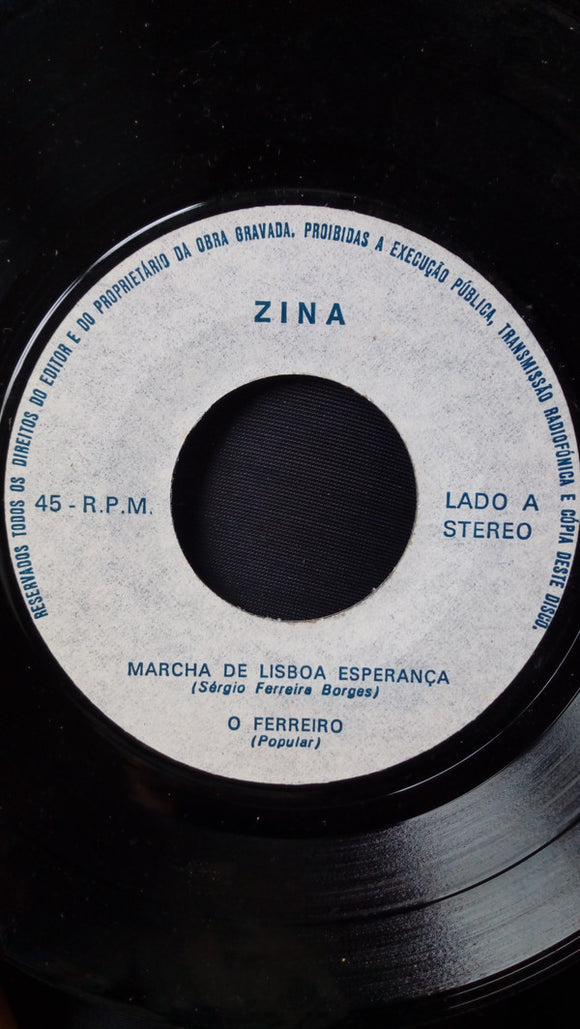 RESERVADOS TODOS OS DIREITOS DO EDITOR E DO PROPRIETÁRIO DA OBRA GRAVADA. PROIBIDAS A EXECUÇÃO PÚBLICA, TRANSMISSÃO RADIOFÓNICA E CÓPIA DESTE DISCO.
ZINA
45 - R.P.M.
LADO A
STEREO
MARCHA DE LISBOA ESPERANÇA
(Sérgio Ferreira Borges)
O FERREIRO
(Popular)